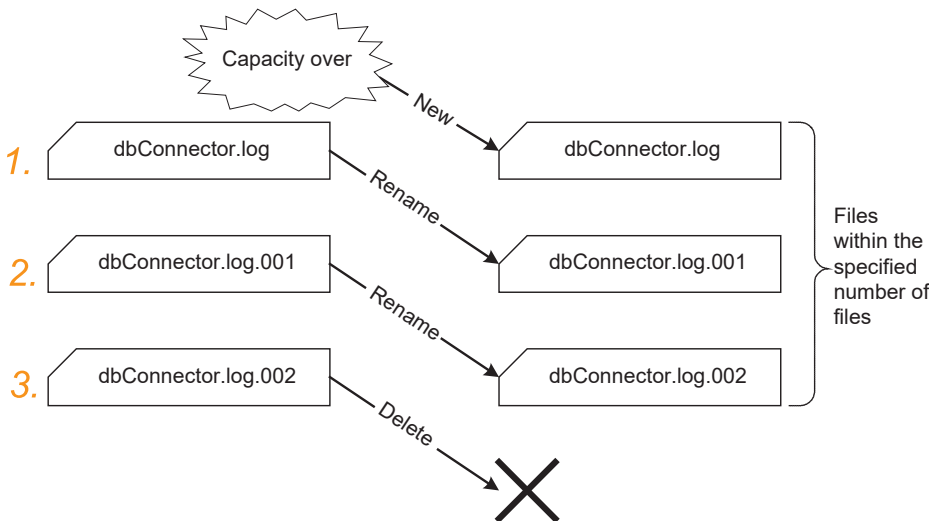 Capacity over
New
1.
dbConnector.log
dbConnector.log
Rename
2.
dbConnector.log.001
dbConnector.log.001
Rename
3.
dbConnector.log.002
dbConnector.log.002
Delete
Files
within the
specified
number of
files